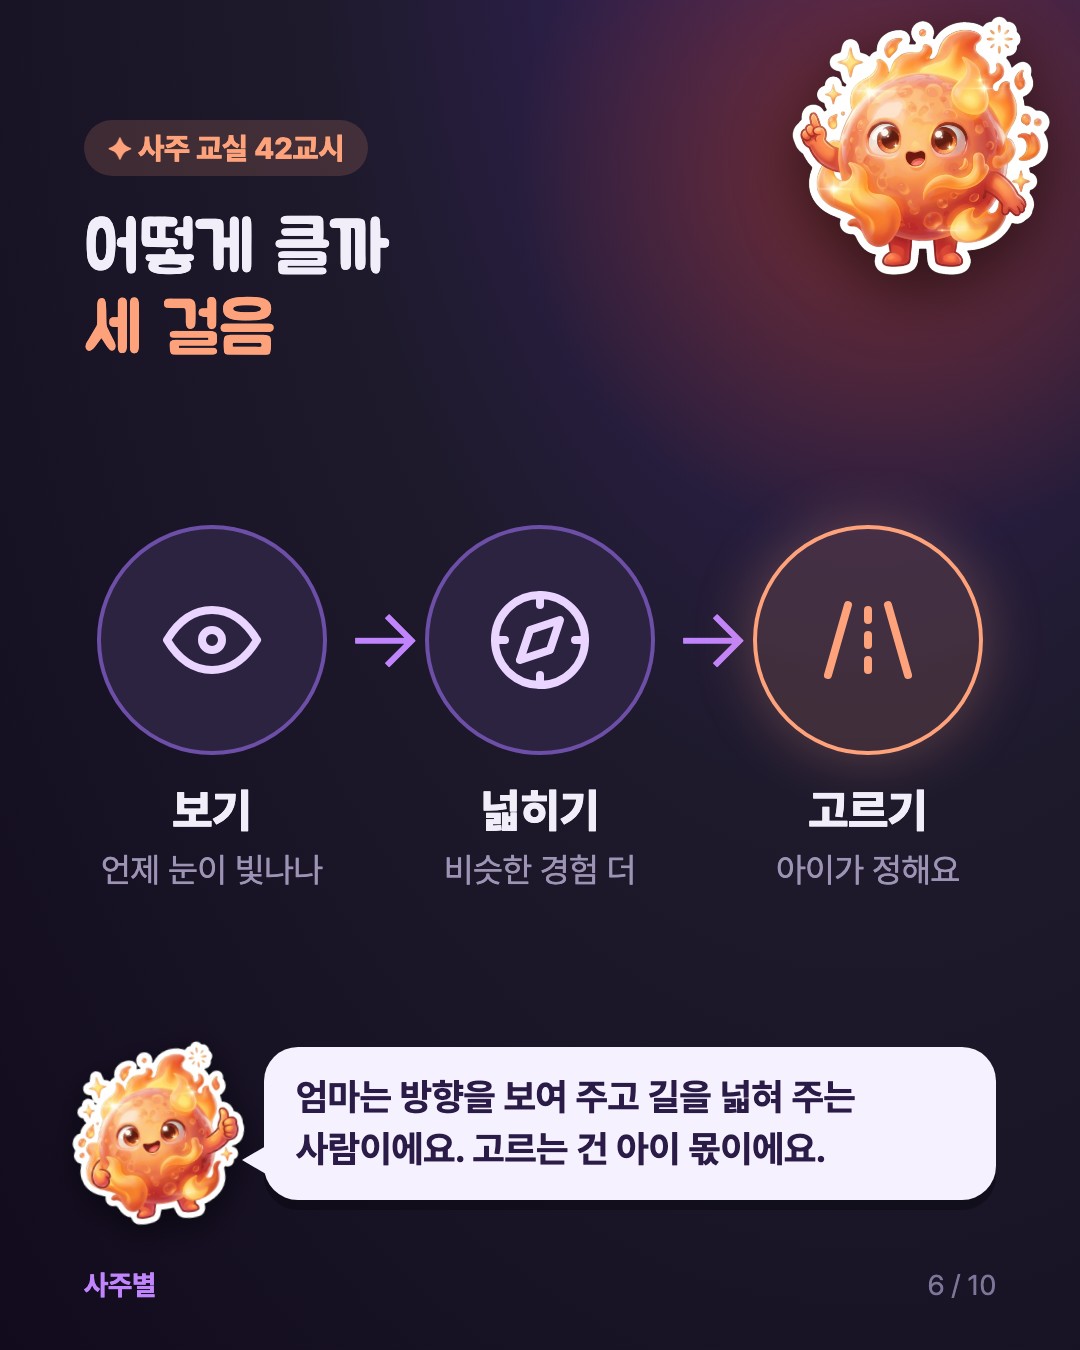 사주 교실 42교시
어떻게 클까
세 걸음
보기
언제 눈이 빛나나
넓히기
비슷한 경험 더
고르기
아이가 정해요
엄마는 방향을 보여 주고 길을 넓혀 주는
사람이에요. 고르는 건 아이 몫이에요.
사주별
6 / 10